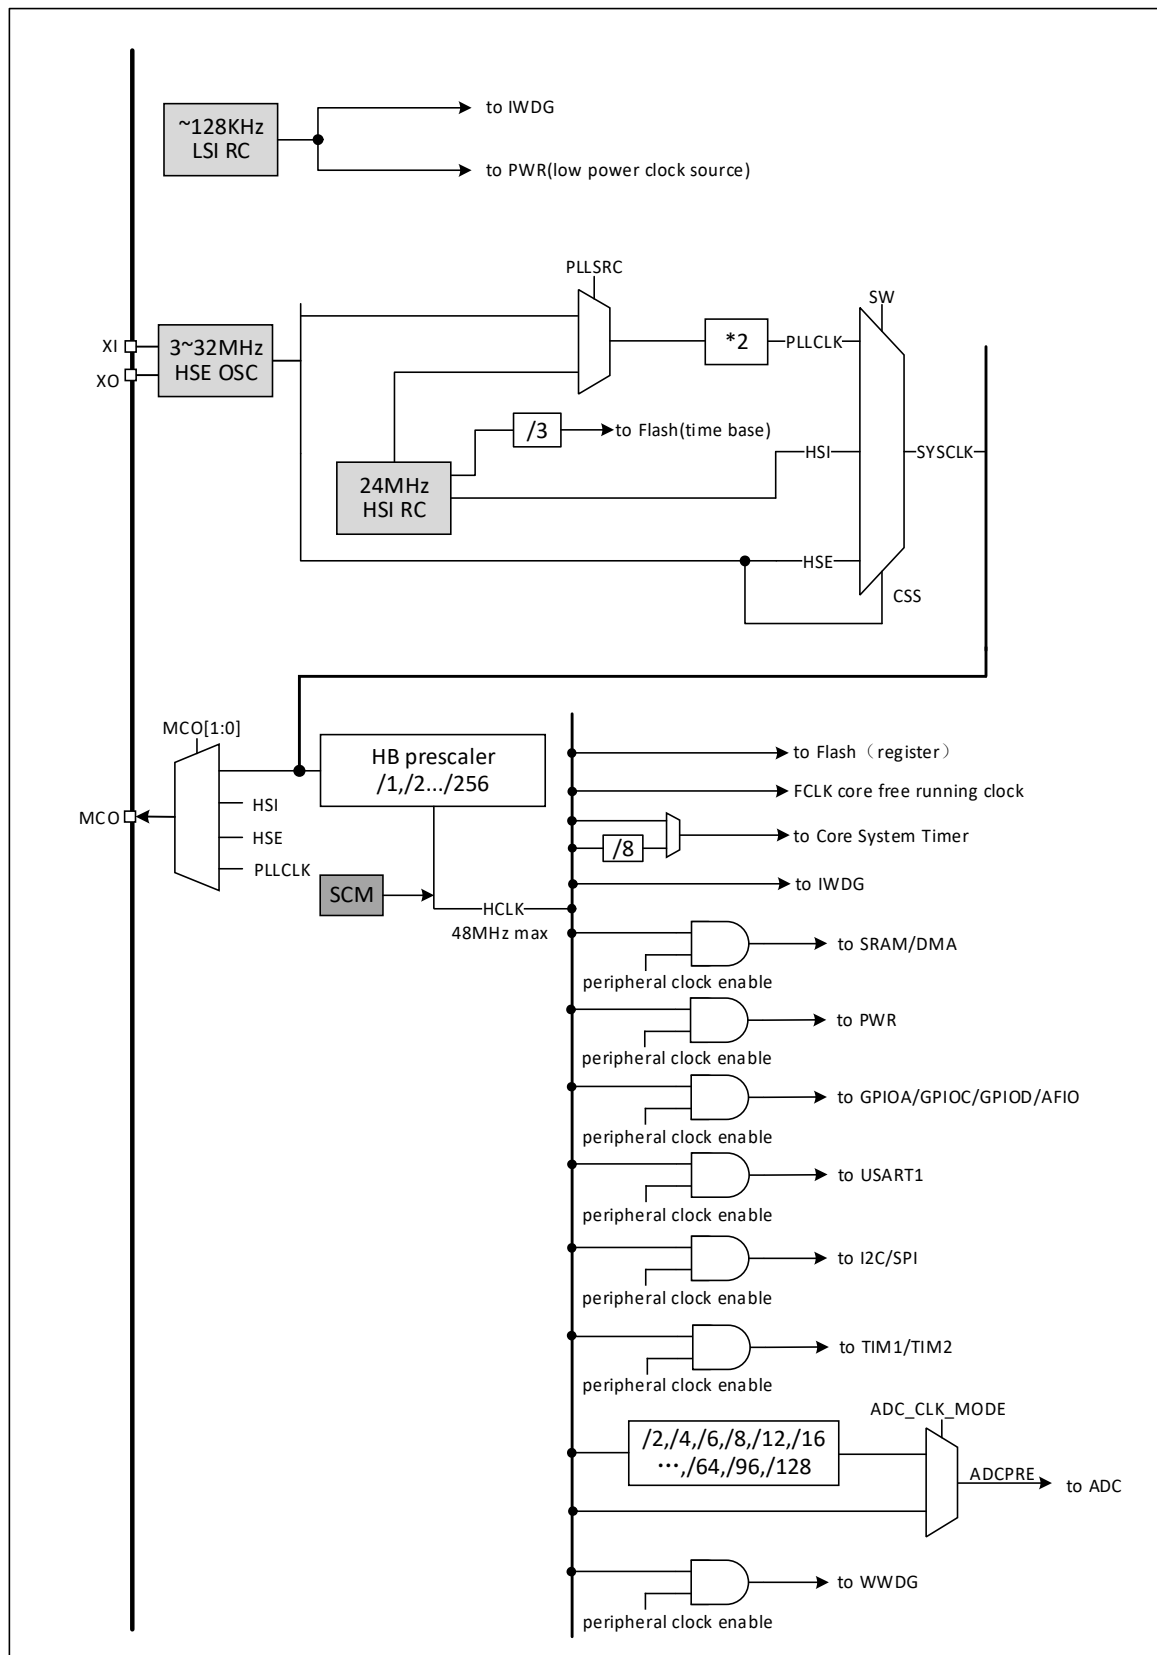 ~128KHz
LSI RC
to IWDG
to PWR(low power clock source)
PLLSRC
SW
XI
XO
3~32MHz
HSE OSC
*2
PLLCLK
/3
to Flash(time base)
24MHz
HSI RC
HSI
SYSCLK
HSE
CSS
MCO[1:0]
HB prescaler
/1,/2.../256
HSI
HSE
PLLCLK
MCO
SCM
HCLK
48MHz max
to Flash（register）
FCLK core free running clock
/8
to Core System Timer
to IWDG
to SRAM/DMA
peripheral clock enable
to PWR
peripheral clock enable
to GPIOA/GPIOC/GPIOD/AFIO
peripheral clock enable
to USART1
peripheral clock enable
to I2C/SPI
peripheral clock enable
to TIM1/TIM2
peripheral clock enable
ADC_CLK_MODE
/2,/4,/6,/8,/12,/16
…,/64,/96,/128
ADCPRE
to ADC
to WWDG
peripheral clock enable